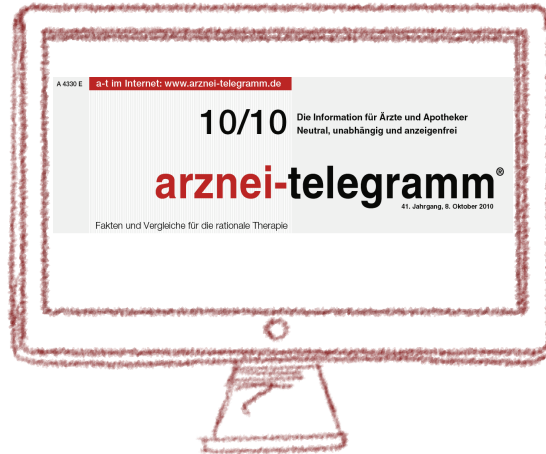 A 4330 E a-t im Internet: www.arznei-telegramm.de
10/10
Die Information für Ärzte und Apotheker
Neutral, unabhängig und anzeigenfrei
arznei-telegramm®
41. Jahrgang, 8. Oktober 2010
Fakten und Vergleiche für die rationale Therapie